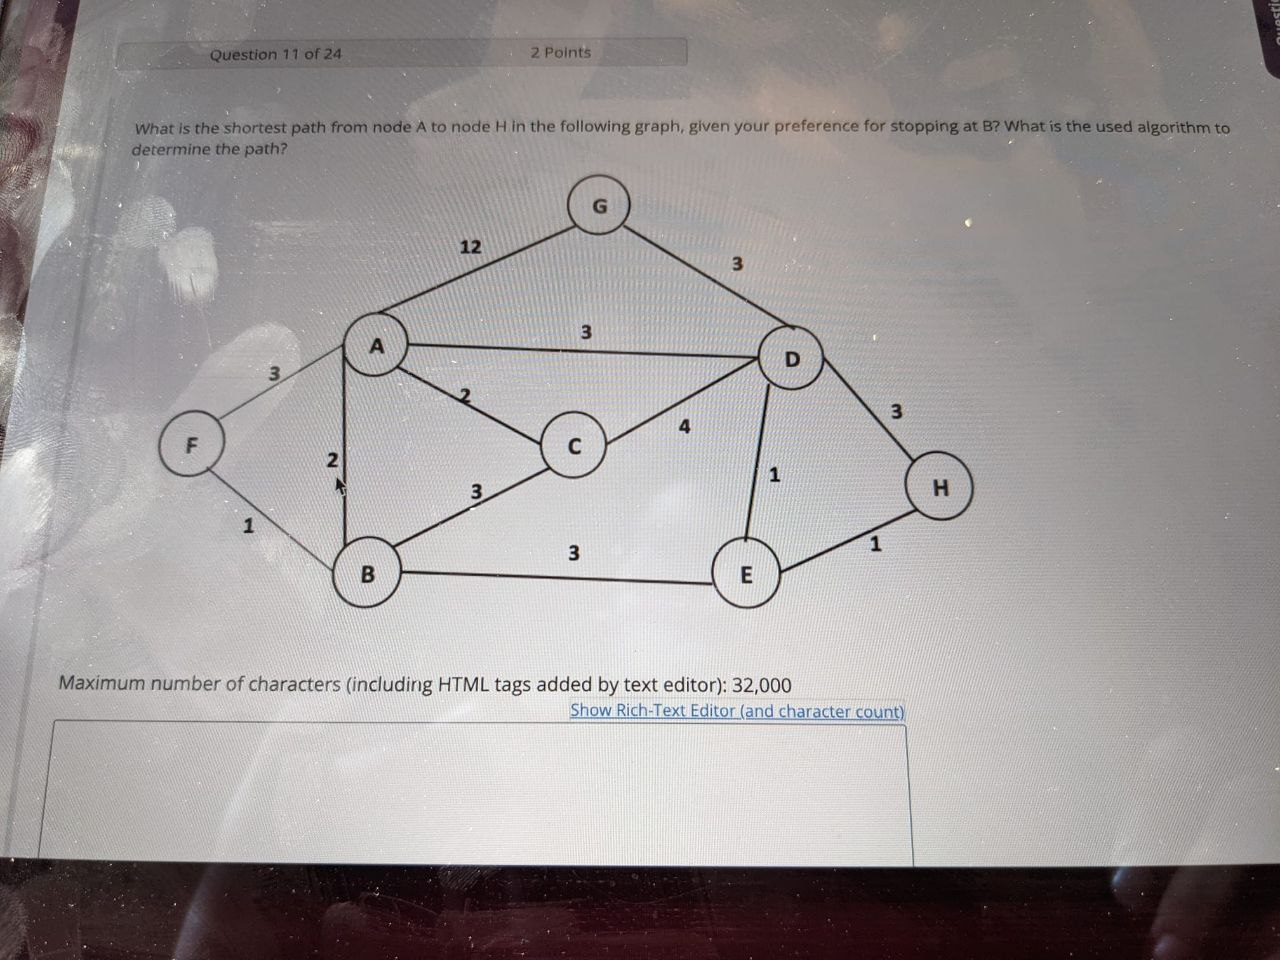 Question 11 of 24 2 Points
What is the shortest path from node A to node H in the following graph, given your preference for stopping at B? What is the used algorithm to
determine the path?
G
12
3
A
3
D
3
2
4
3
F
C
2
H
3
1
1
3
1
B
E
Maximum number of characters (including HTML tags added by text editor): 32,000
Show Rich-Text Editor (and character count)